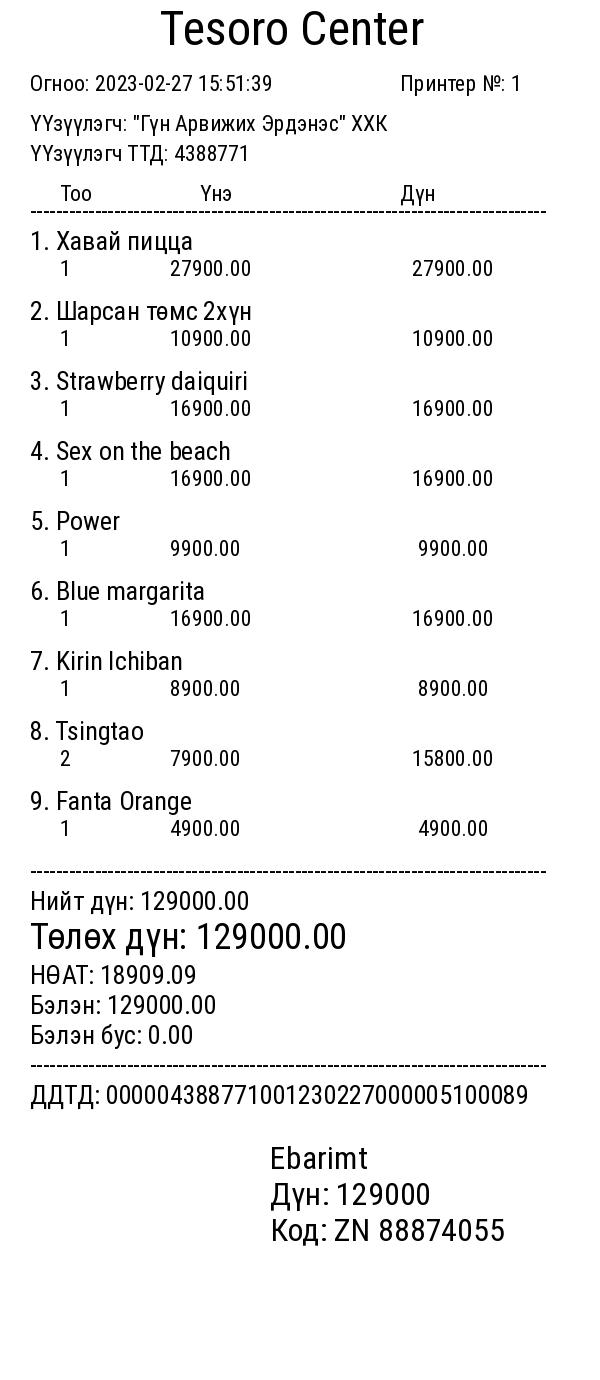 Tesoro Center
Огноо: 2023-02-27 15:51:39 Принтер №: 1
ҮҮзүүлэгч: "Гүн Арвижих Эрдэнэс" ХХК
ҮҮзүүлэгч ТТД: 4388771
Тоо Үнэ Дүн
--------------------------------------------------------------------------------
1. Хавай пицца
1 27900.00 27900.00
2. Шарсан төмс 2хүн
1 10900.00 10900.00
3. Strawberry daiquiri
1 16900.00 16900.00
4. Sex on the beach
1 16900.00 16900.00
5. Power
1 9900.00 9900.00
6. Blue margarita
1 16900.00 16900.00
7. Kirin Ichiban
1 8900.00 8900.00
8. Tsingtao
2 7900.00 15800.00
9. Fanta Orange
1 4900.00 4900.00
--------------------------------------------------------------------------------
Нийт дүн: 129000.00
Төлөх дүн: 129000.00
НӨАТ: 18909.09
Бэлэн: 129000.00
Бэлэн бус: 0.00
--------------------------------------------------------------------------------
ДДТД: 000004388771001230227000005100089
Ebarimt
Дүн: 129000
Код: ZN 88874055